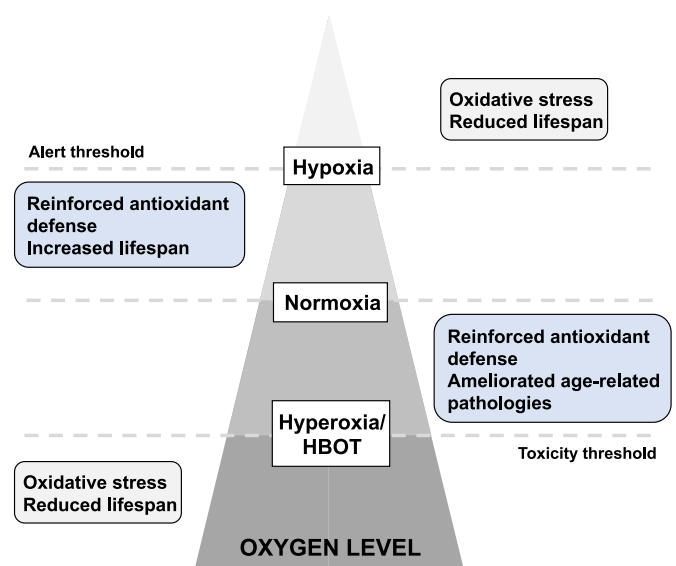 Oxidative stress
Reduced lifespan
Alert threshold
Hypoxia
Reinforced antioxidant
defense
Increased lifespan
Normoxia
Reinforced antioxidant
defense
Ameliorated age-related
pathologies
Hyperoxia/
HBOT
Toxicity threshold
Oxidative stress
Reduced lifespan
OXYGEN LEVEL